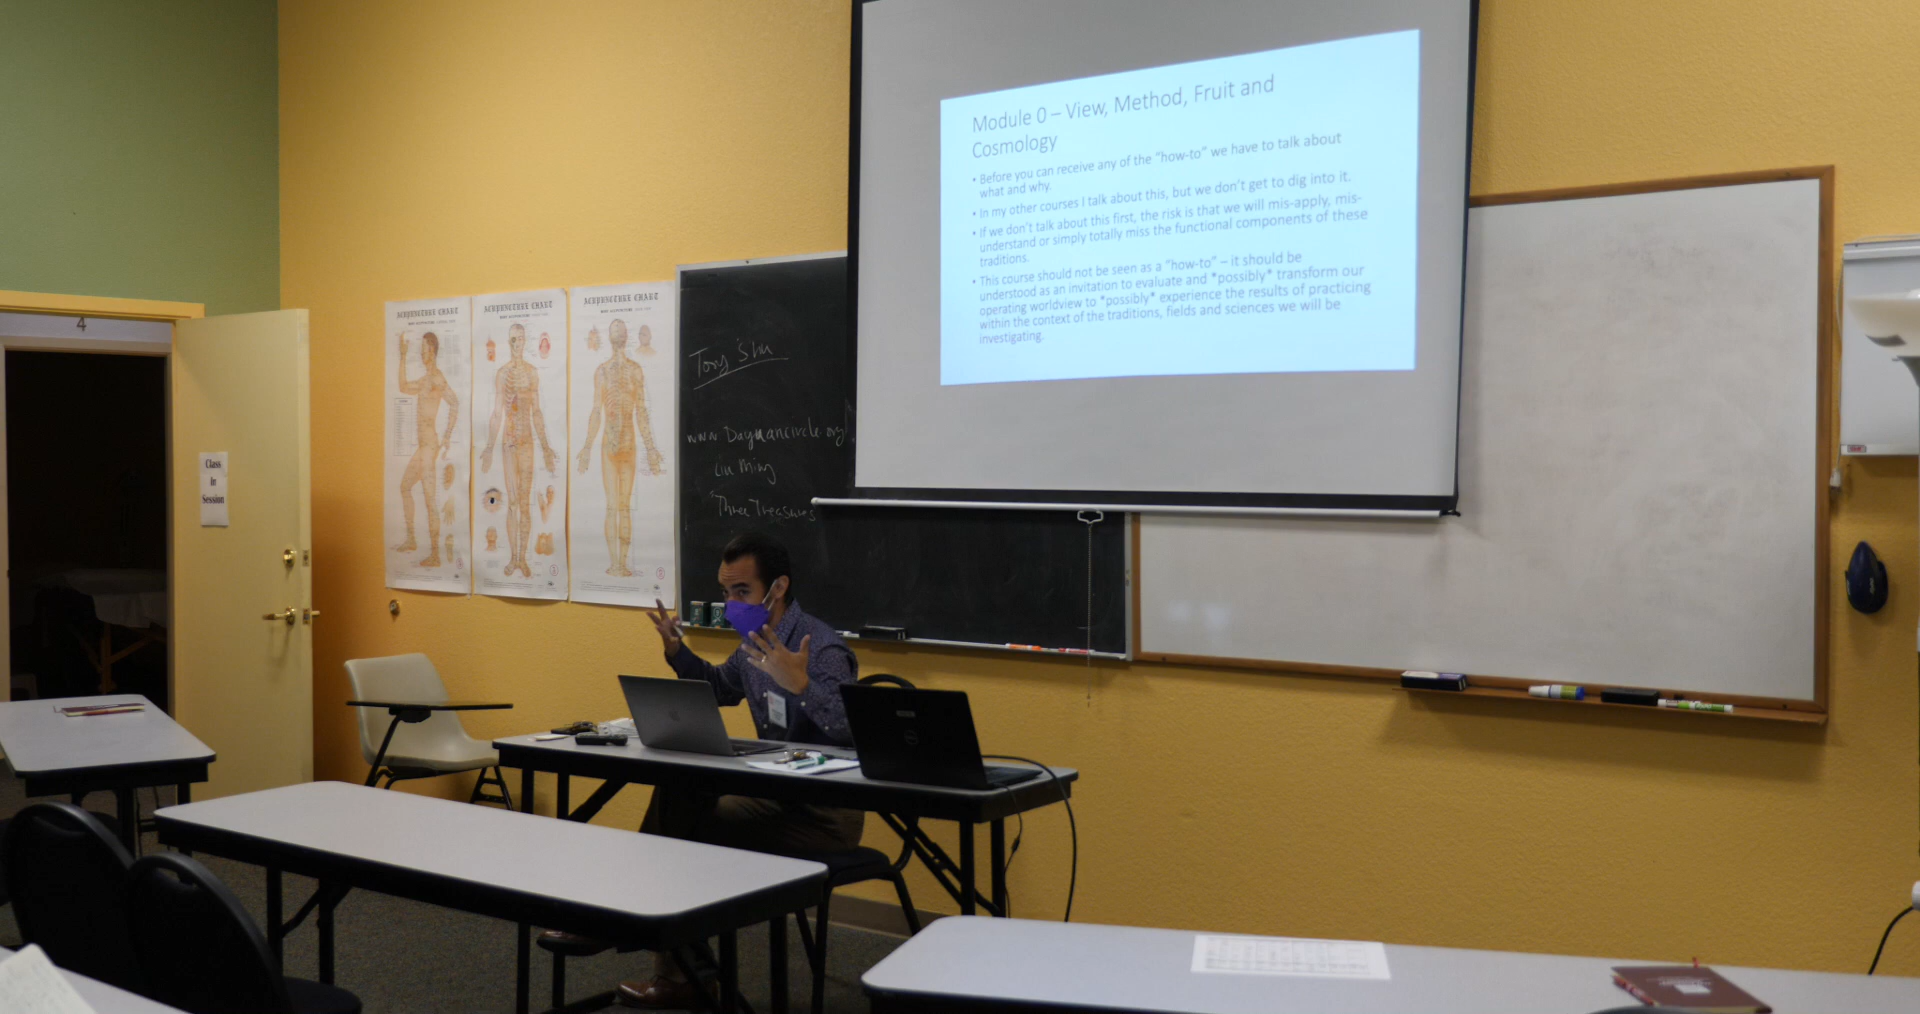 4
Class
In
Session
ACUPUNCTURE CHART
ACUPUNCTURE CHART
ACUPUNCTURE CHART
www.Dayuancircle.org
Liu Ming
"Three Treasures
Module 0 – View, Method, Fruit and
Cosmology
• Before you can receive any of the “how-to” we have to talk about
what and why.
• In my other courses I talk about this, but we don’t get to dig into it.
• If we don’t talk about this first, the risk is that we will mis-apply, mis-
understand or simply totally miss the functional components of these
traditions.
• This course should not be seen as a “how-to” – it should be
understood as an invitation to evaluate and *possibly* transform our
operating worldview to *possibly* experience the results of practicing
within the context of the traditions, fields and sciences we will be
investigating.